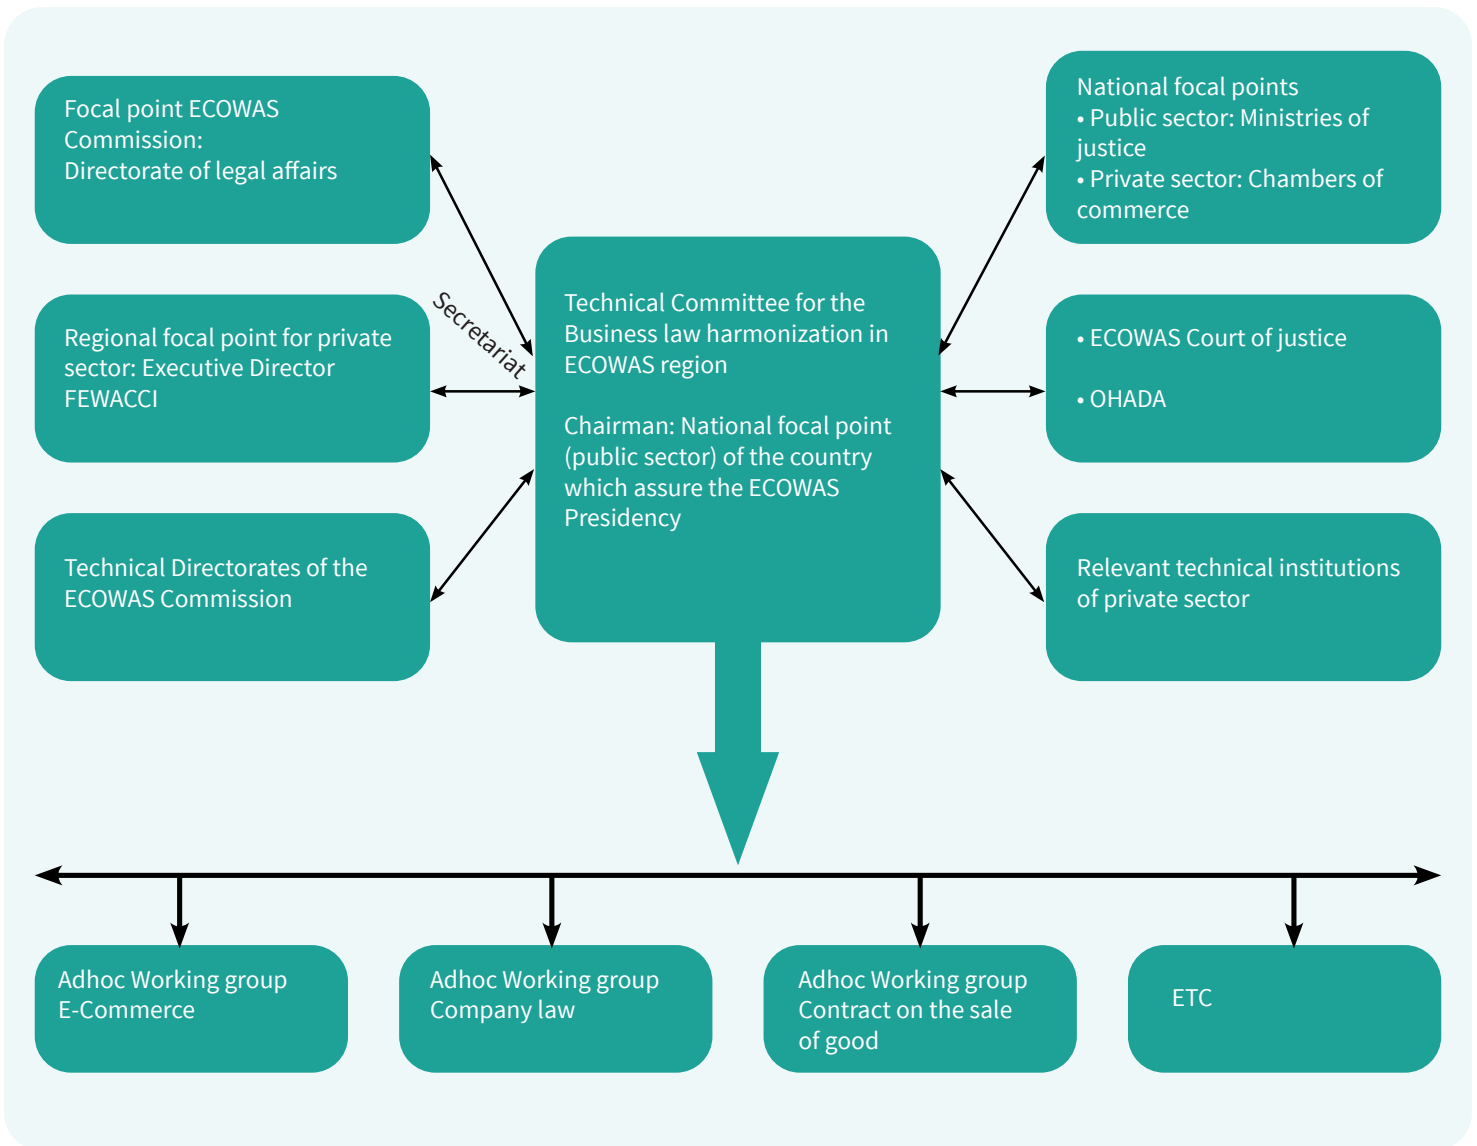 Focal point ECOWAS
Commission:
Directorate of legal affairs
Regional focal point for private
sector: Executive Director
FEWACCI
Technical Directorates of the
ECOWAS Commission
Secretariat
Technical Committee for the
Business law harmonization in
ECOWAS region
Chairman: National focal point
(public sector) of the country
which assure the ECOWAS
Presidency
National focal points
• Public sector: Ministries of
justice
• Private sector: Chambers of
commerce
• ECOWAS Court of justice
• OHADA
Relevant technical institutions
of private sector
Adhoc Working group
E-Commerce
Adhoc Working group
Company law
Adhoc Working group
Contract on the sale
of good
ETC